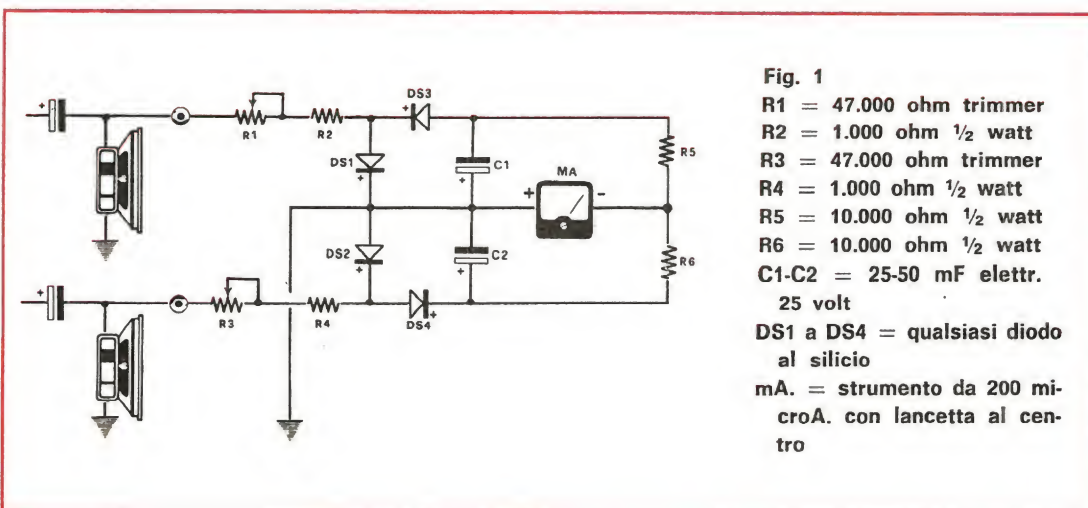 Fig. 1
R1 = 47.000 ohm trimmer
R2 = 1.000 ohm ½ watt
R3 = 47.000 ohm trimmer
R4 = 1.000 ohm ½ watt
R5 = 10.000 ohm ½ watt
R6 = 10.000 ohm ½ watt
C1-C2 = 25-50 mF elettr.
25 volt
DS1 a DS4 = qualsiasi diodo
al silicio
mA. = strumento da 200 mi-
croA. con lancetta al cen-
tro
+
R1
R2
DS3
+
DS1
+
C1
+
R5
MA
+
-
DS2
+
C2
+
R6
+
R3
R4
DS4
+